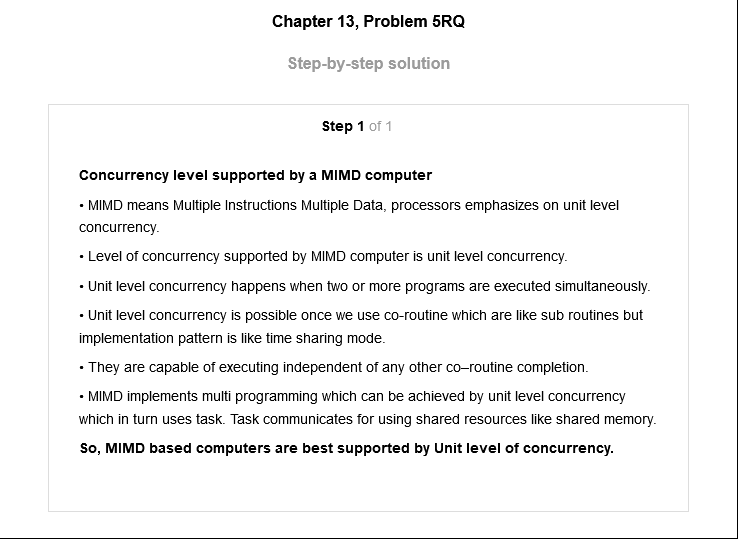 Chapter 13, Problem 5RQ
Step-by-step solution
Step 1 of 1
Concurrency level supported by a MIMD computer
• MIMD means Multiple Instructions Multiple Data, processors emphasizes on unit level
concurrency.
• Level of concurrency supported by MIMD computer is unit level concurrency.
• Unit level concurrency happens when two or more programs are executed simultaneously.
• Unit level concurrency is possible once we use co-routine which are like sub routines but
implementation pattern is like time sharing mode.
• They are capable of executing independent of any other co–routine completion.
• MIMD implements multi programming which can be achieved by unit level concurrency
which in turn uses task. Task communicates for using shared resources like shared memory.
So, MIMD based computers are best supported by Unit level of concurrency.